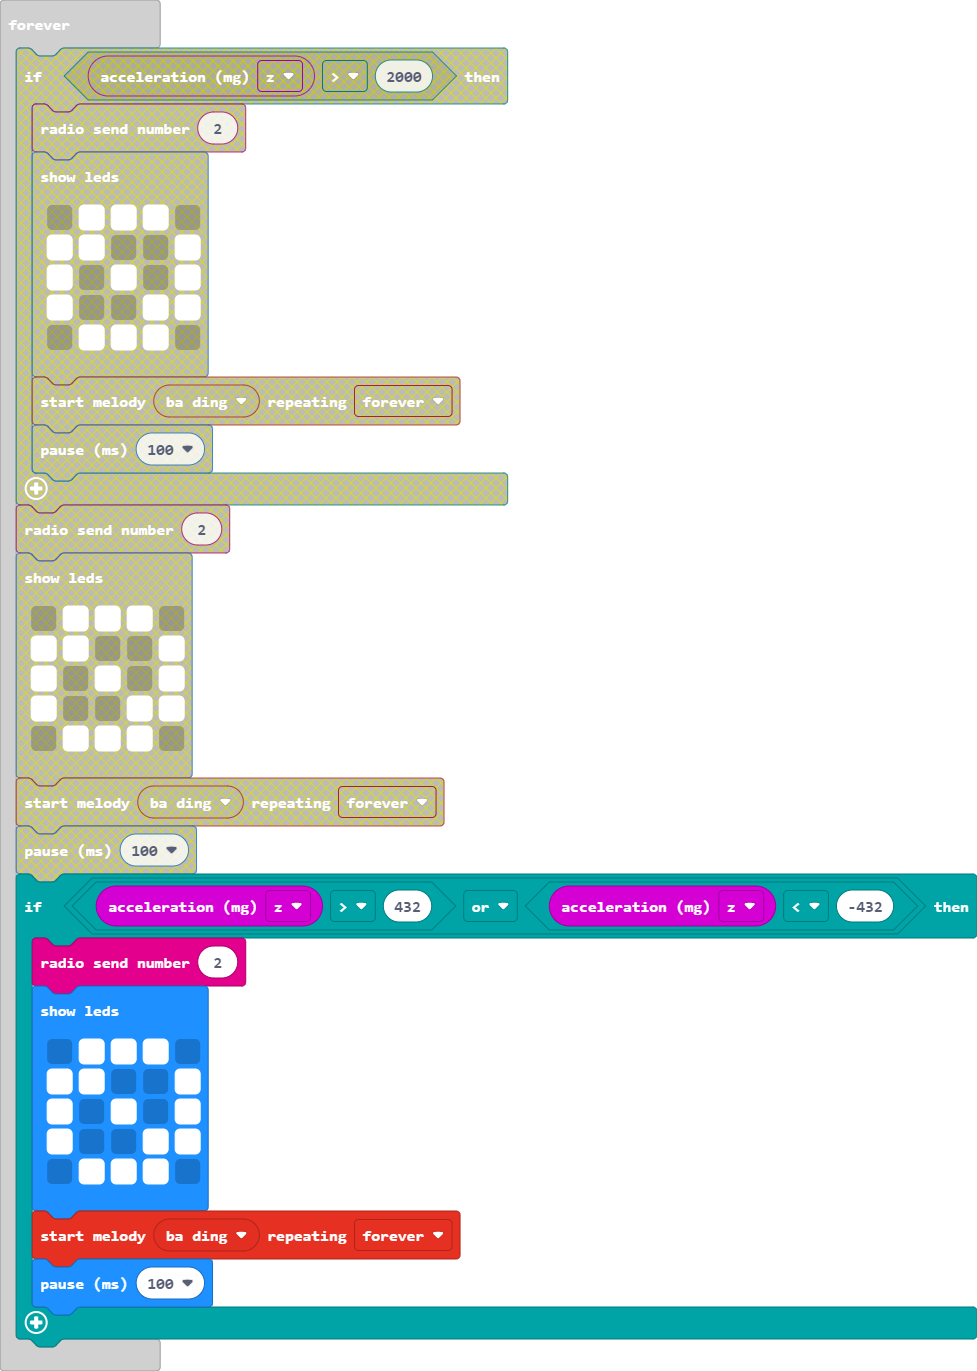 forever
if acceleration (mg) z > 2000 then
radio send number 2
show leds
start melody ba ding repeating forever
pause (ms) 100
radio send number 2
show leds
start melody ba ding repeating forever
pause (ms) 100
if acceleration (mg) z > 432 or acceleration (mg) z < -432 then
radio send number 2
show leds
start melody ba ding repeating forever
pause (ms) 100